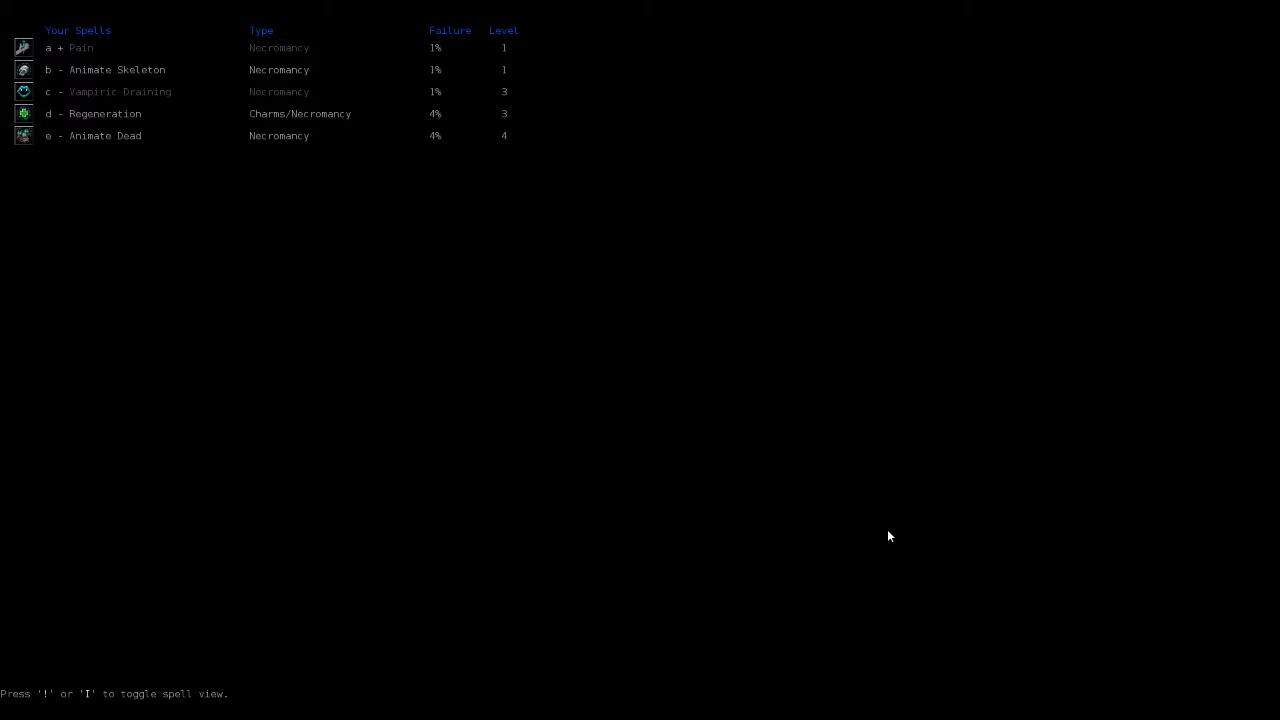 Your Spells Type Failure Level
a + Pain Necromancy 1% 1
b - Animate Skeleton Necromancy 1% 1
c - Vampiric Draining Necromancy 1% 3
d - Regeneration Charms/Necromancy 4% 3
e - Animate Dead Necromancy 4% 4
Press '!' or 'I' to toggle spell view.